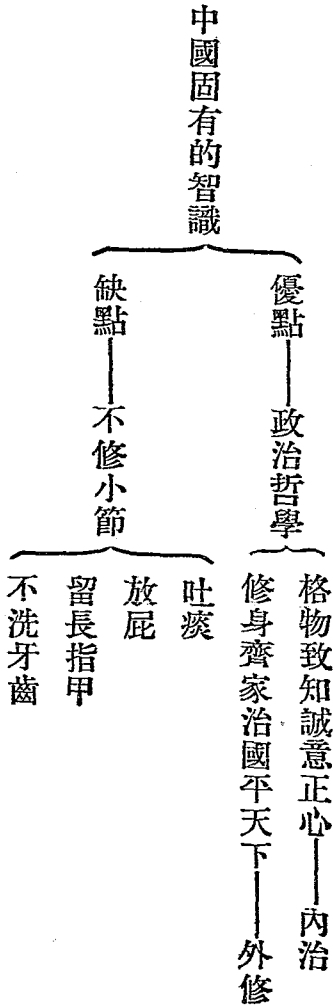 中國固有的智識
優點——政治哲學
格物致知誠意正心——內治
修身齊家治國平天下——外修
缺點——不修小節
吐痰
放屁
留長指甲
不洗牙齒